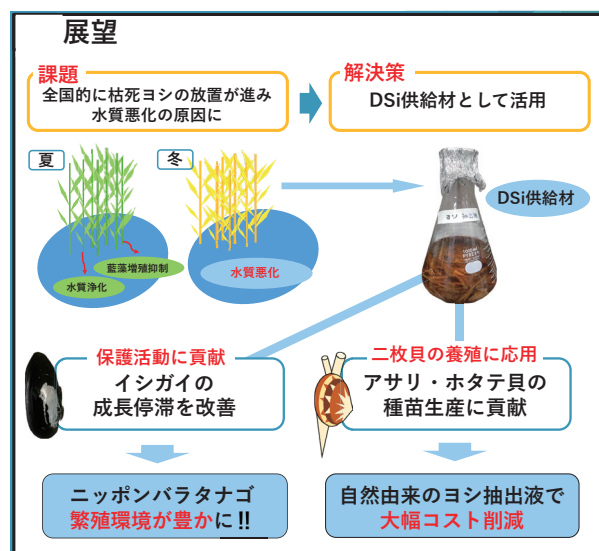 展望
課題
全国的に枯死ヨシの放置が進み
水質悪化の原因に
解決策
DSi供給材として活用
夏
冬
藍藻増殖抑制
水質浄化
水質悪化
ヨシ 抽出液
DSi供給材
保護活動に貢献
イシガイの
成長停滞を改善
二枚貝の養殖に応用
アサリ・ホタテ貝の
種苗生産に貢献
ニッポンバラタナゴ
繁殖環境が豊かに!!
自然由来のヨシ抽出液で
大幅コスト削減